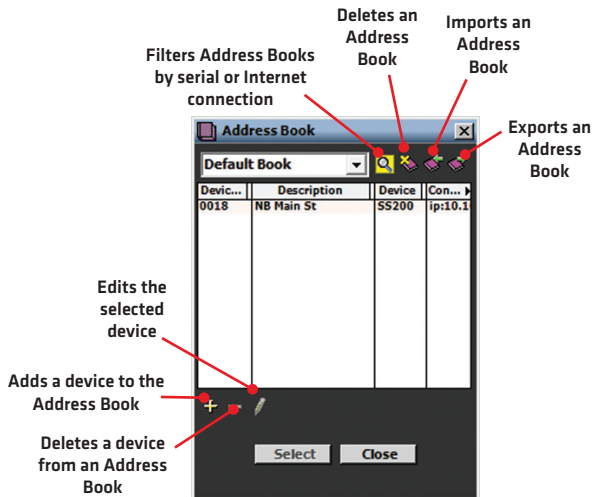 Deletes an
Address
Book
Imports an
Address
Book
Filters Address Books
by serial or Internet
connection
Exports an
Address
Book
Address Book
Default Book
Devic... Description Device Con...
0018 NB Main St SS200 ip:10.1
Edits the
selected
device
Adds a device to the
Address Book
Deletes a device
from an Address
Book
Select Close